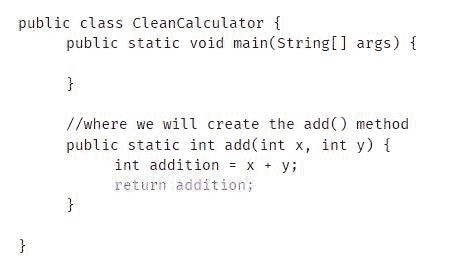 public class CleanCalculator {
public static void main(String[] args) {
}
//where we will create the add() method
public static int add(int x, int y) {
int addition = x + y;
return addition;
}
}